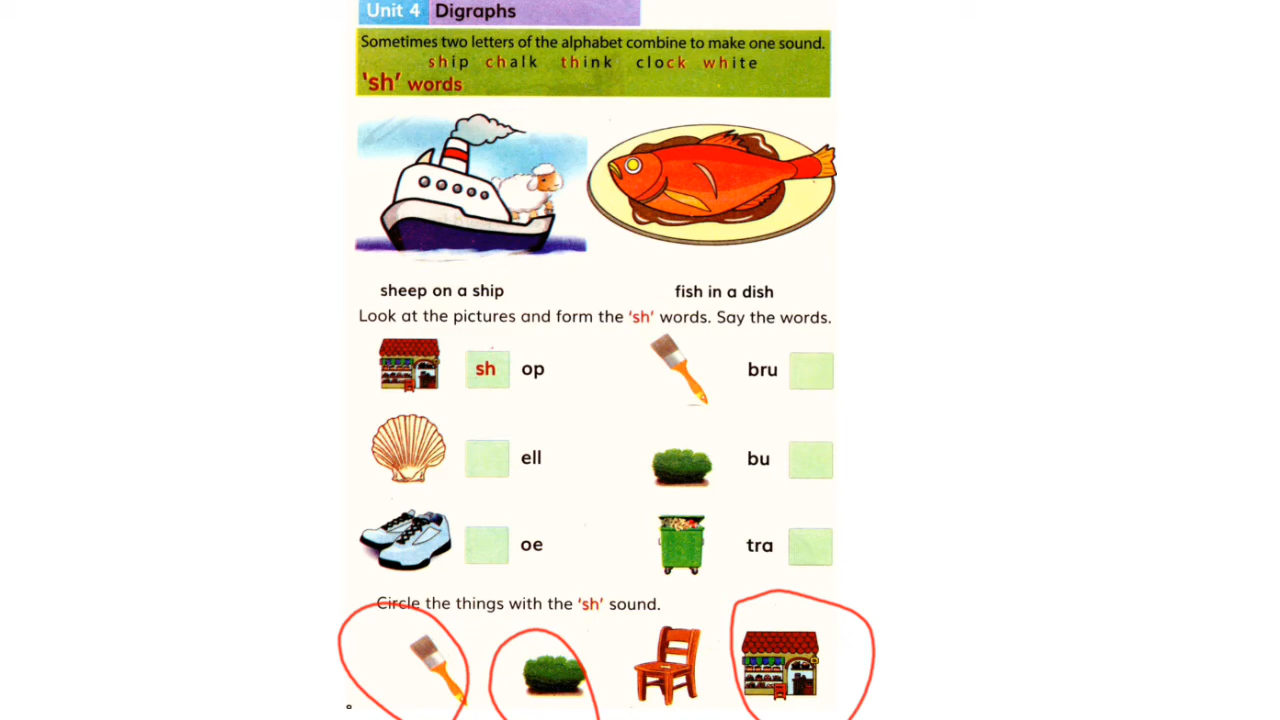 Unit 4 Digraphs
Sometimes two letters of the alphabet combine to make one sound.
ship chalk think clock white
'sh' words
sheep on a ship
fish in a dish
Look at the pictures and form the 'sh' words. Say the words.
sh op
bru
ell
bu
oe
tra
Circle the things with the 'sh' sound.
8